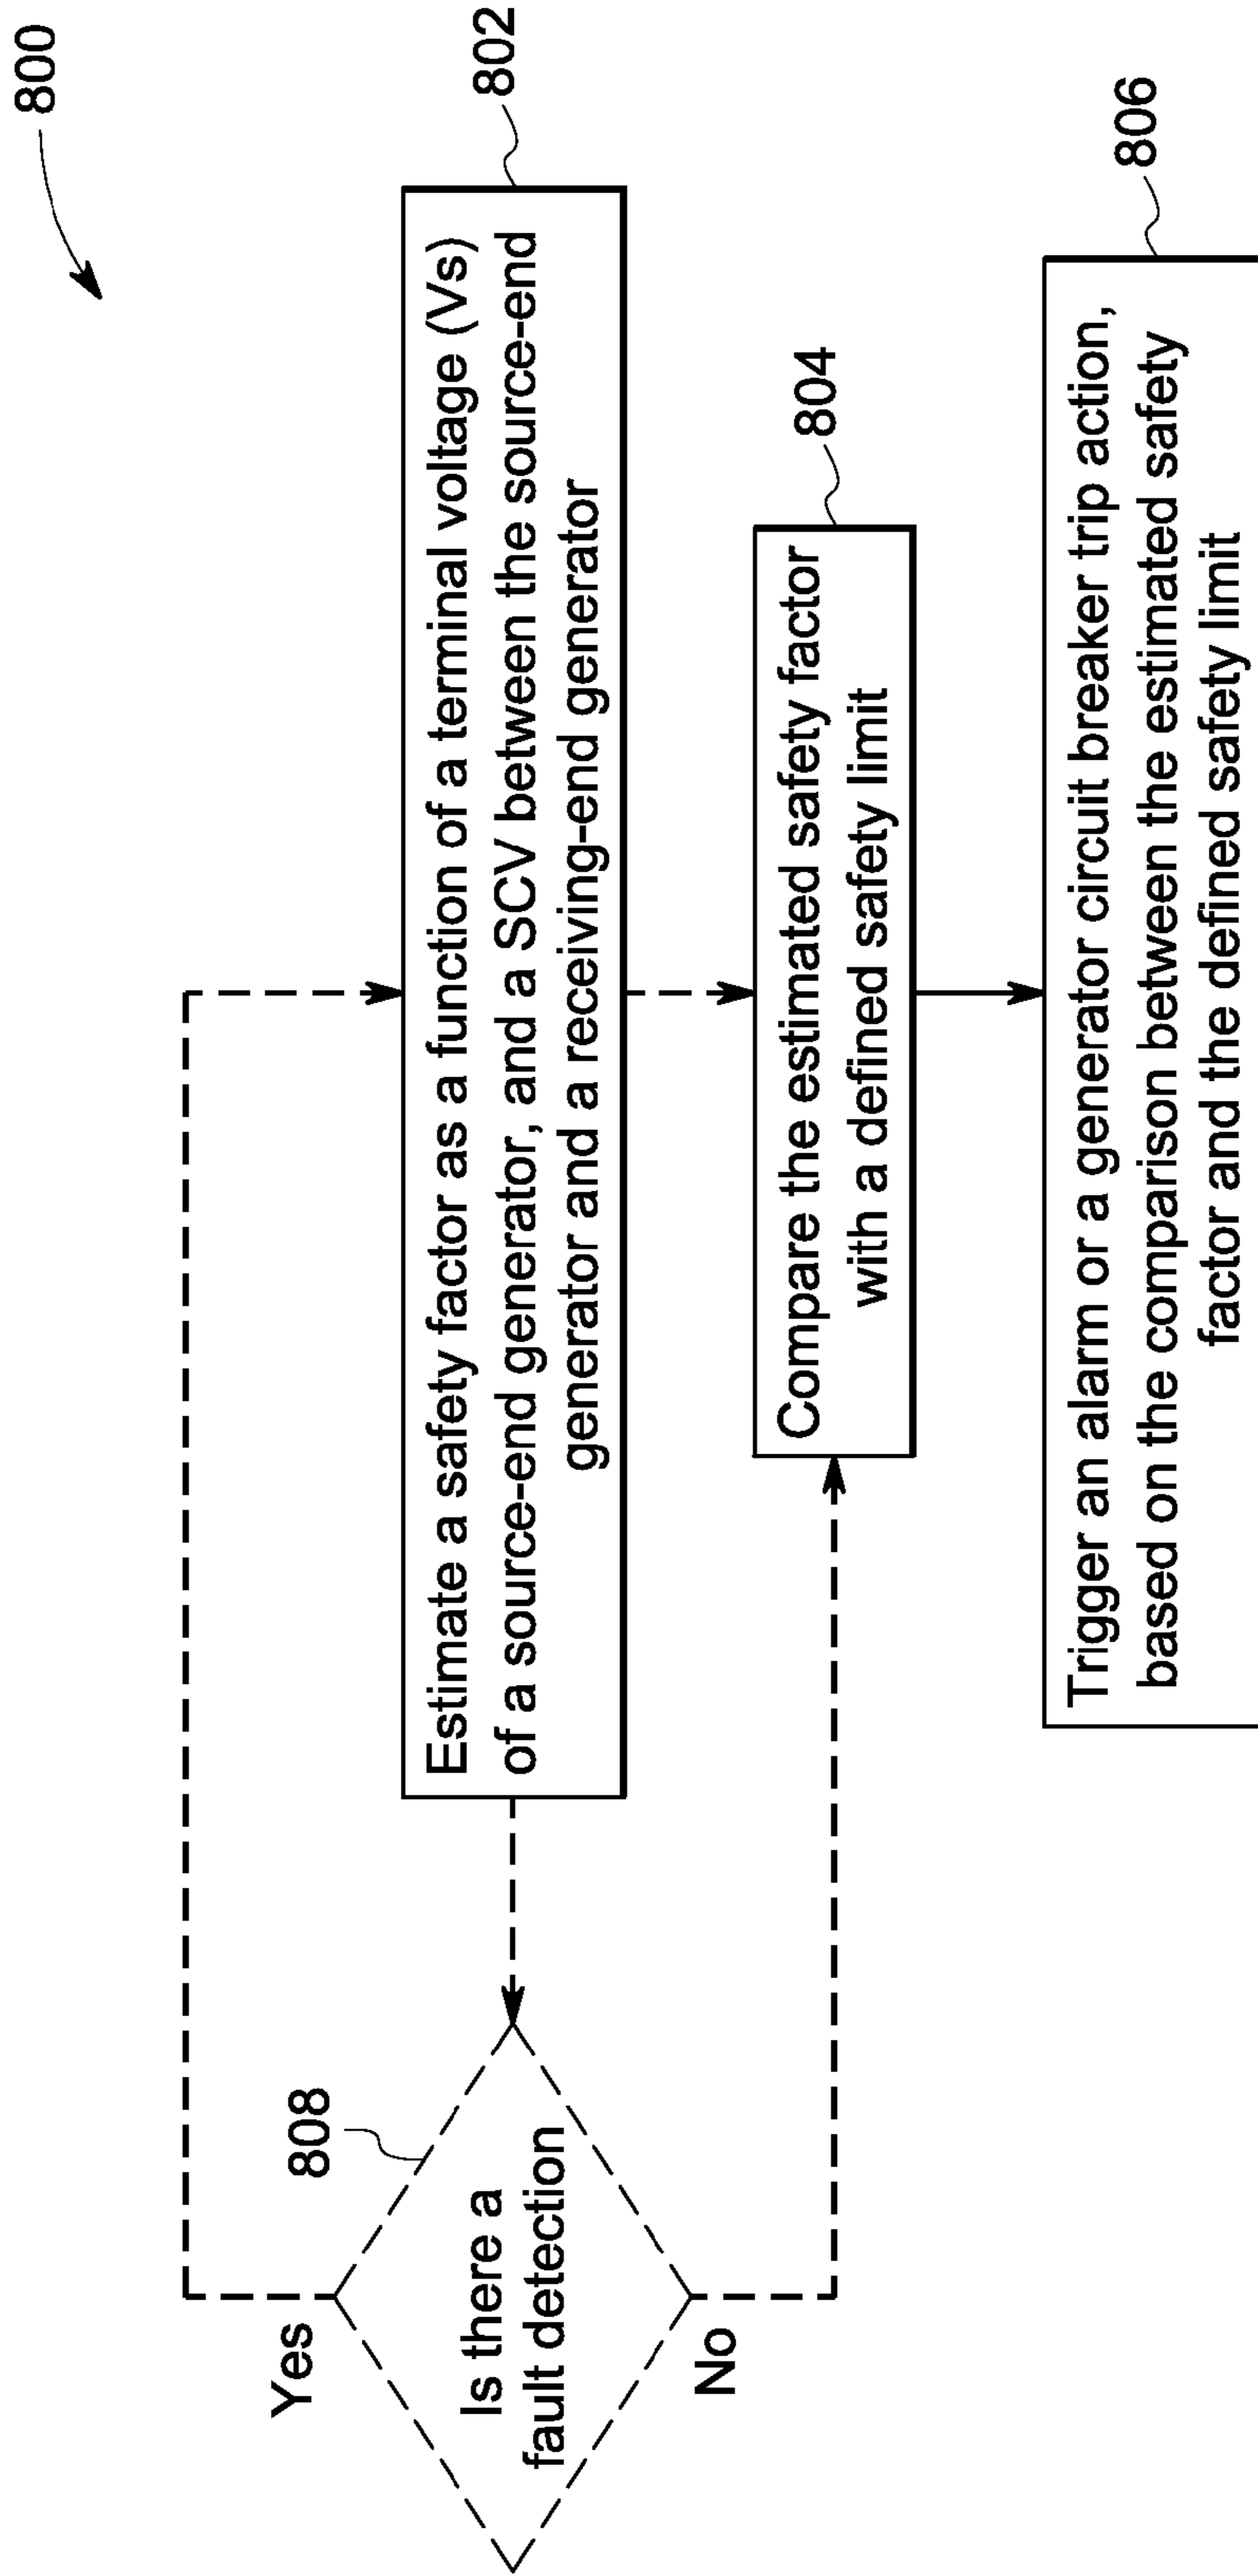 800
Estimate a safety factor as a function of a terminal voltage (Vs)
of a source-end generator, and a SCV between the source-end
generator and a receiving-end generator
802
Compare the estimated safety factor
with a defined safety limit
804
Trigger an alarm or a generator circuit breaker trip action,
based on the comparison between the estimated safety
factor and the defined safety limit
806
808
Yes
Is there a
fault detection
No